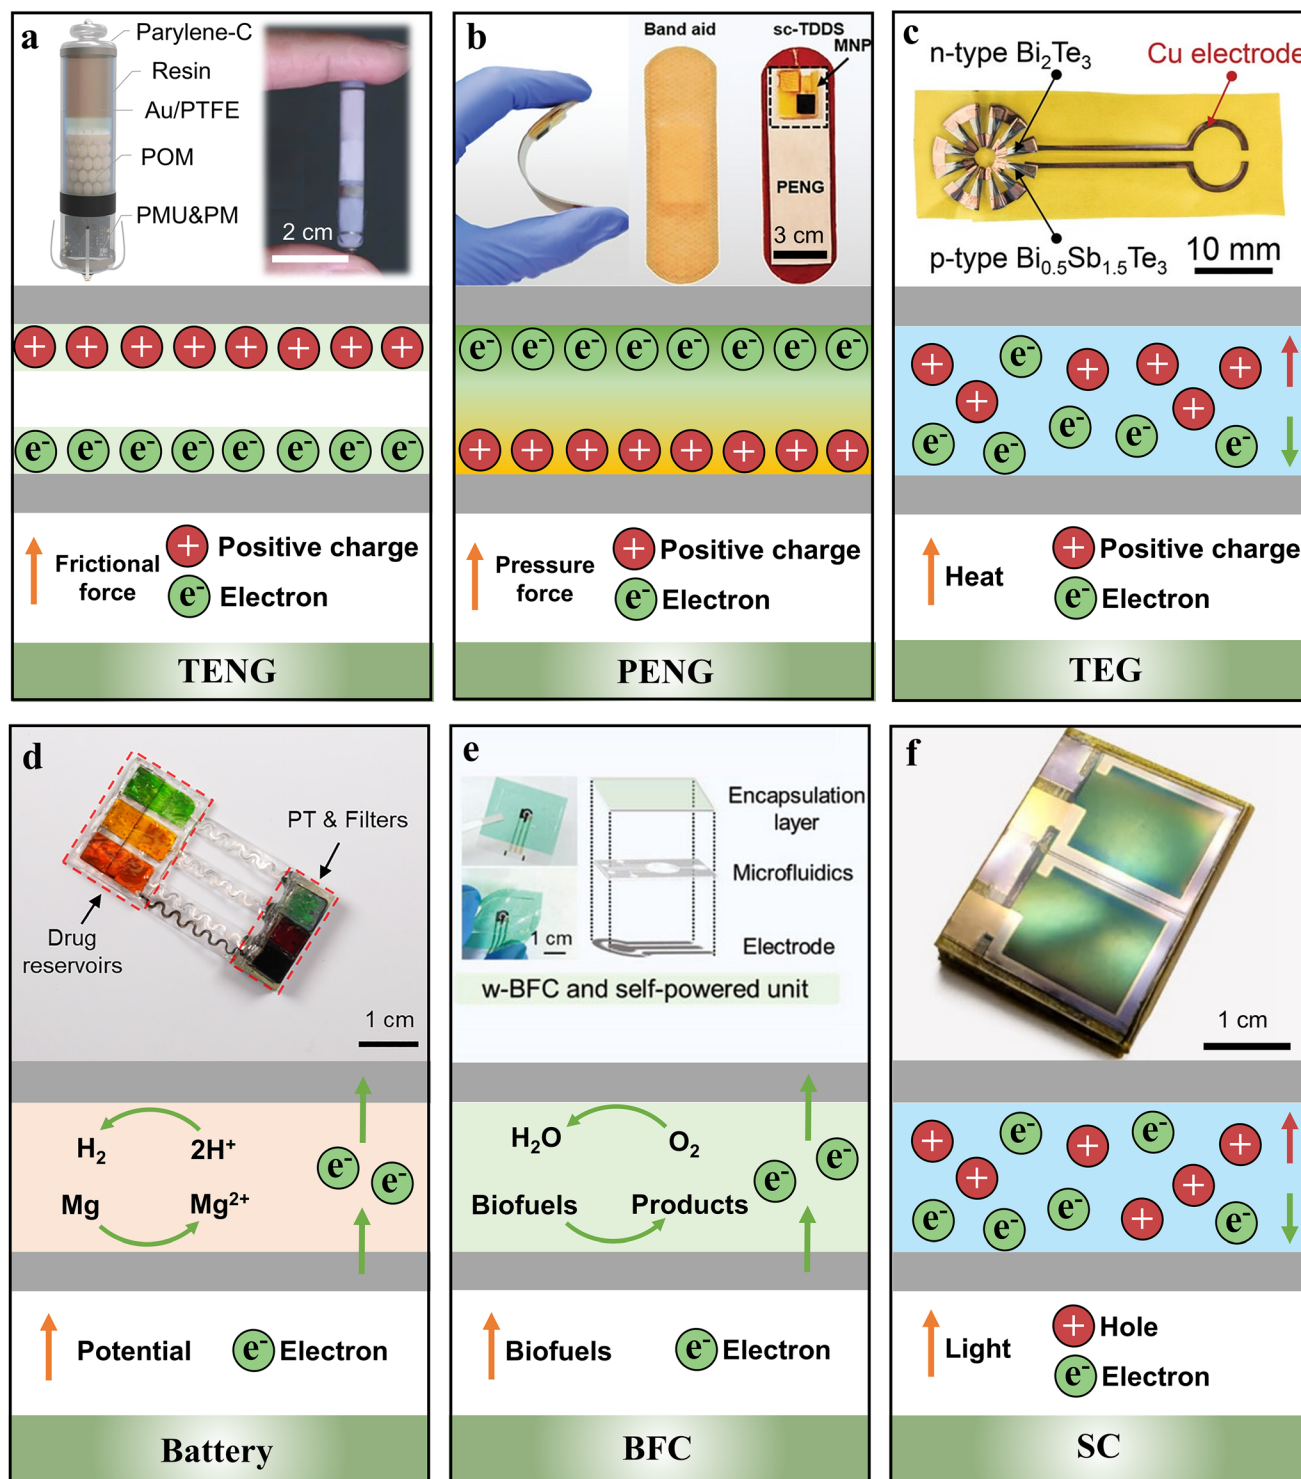 a
Parylene-C
Resin
Au/PTFE
POM
PMU&PM
2 cm
+ + + + + + + +
e- e- e- e- e- e- e- e-
Frictional
force
+ Positive charge
e- Electron
TENG
b
Band aid
sc-TDDS
MNP
PENG
3 cm
e- e- e- e- e- e- e- e-
+ + + + + + + +
Pressure
force
+ Positive charge
e- Electron
PENG
c
n-type Bi2Te3
Cu electrode
p-type Bi0.5Sb1.5Te3
10 mm
+ e- + + +
+ +
e- e- e- e- e-
Heat
+ Positive charge
e- Electron
TEG
d
PT & Filters
Drug
reservoirs
1 cm
H2 2H+
Mg Mg2+
e- e-
Potential
e- Electron
Battery
e
Encapsulation
layer
Microfluidics
Electrode
1 cm
w-BFC and self-powered unit
H2O O2
Biofuels Products
e- e-
Biofuels
e- Electron
BFC
f
1 cm
+ e- + e- +
+ +
e- e- e- + e-
Light
+ Hole
e- Electron
SC